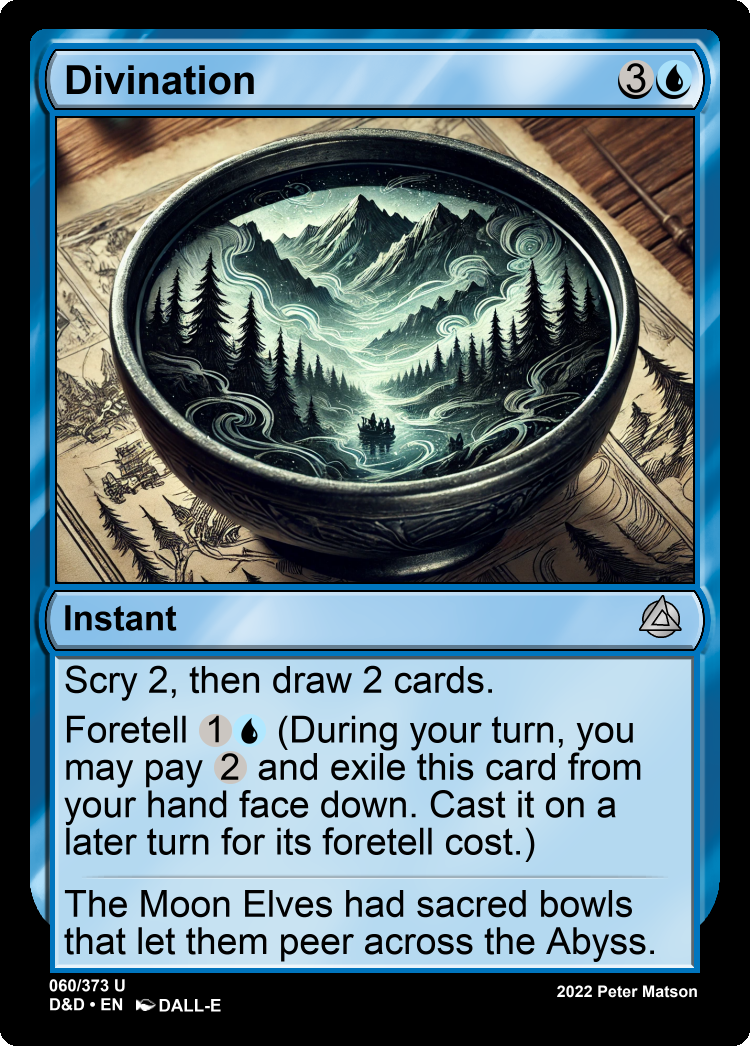 Divination 3
Instant
Scry 2, then draw 2 cards.
Foretell 1 (During your turn, you
may pay 2 and exile this card from
your hand face down. Cast it on a
later turn for its foretell cost.)
The Moon Elves had sacred bowls
that let them peer across the Abyss.
060/373 U
D&D • EN DALL-E
2022 Peter Matson